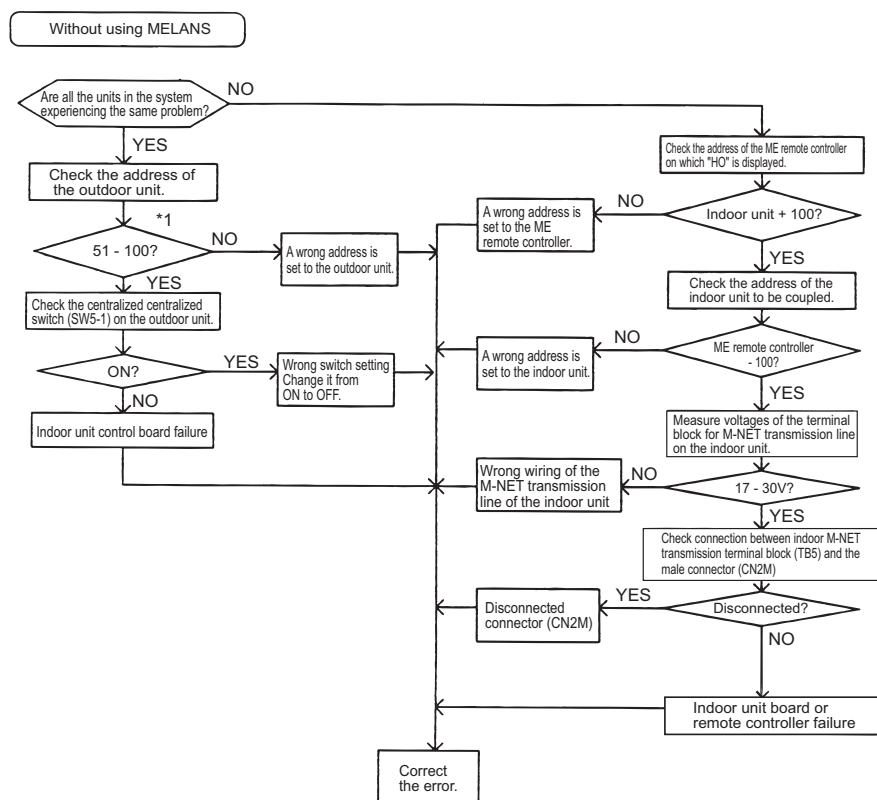 Without using MELANS
Are all the units in the system
experiencing the same problem?
NO
YES
Check the address of
the outdoor unit.
*1
51 - 100?
NO
A wrong address is
set to the outdoor unit.
YES
Check the centralized centralized
switch (SW5-1) on the outdoor unit.
ON?
YES
Wrong switch setting
Change it from
ON to OFF.
NO
Indoor unit control board failure
Check the address of the ME remote controller
on which "HO" is displayed.
Indoor unit + 100?
NO
A wrong address is
set to the ME
remote controller.
YES
Check the address of the
indoor unit to be coupled.
ME remote controller
- 100?
NO
A wrong address is
set to the indoor unit.
YES
Measure voltages of the terminal
block for M-NET transmission line
on the indoor unit.
17 - 30V?
NO
Wrong wiring of the
M-NET transmission
line of the indoor unit
YES
Check connection between indoor M-NET
transmission terminal block (TB5) and the
male connector (CN2M)
Disconnected?
YES
Disconnected
connector (CN2M)
NO
Indoor unit board or
remote controller failure
Correct
the error.